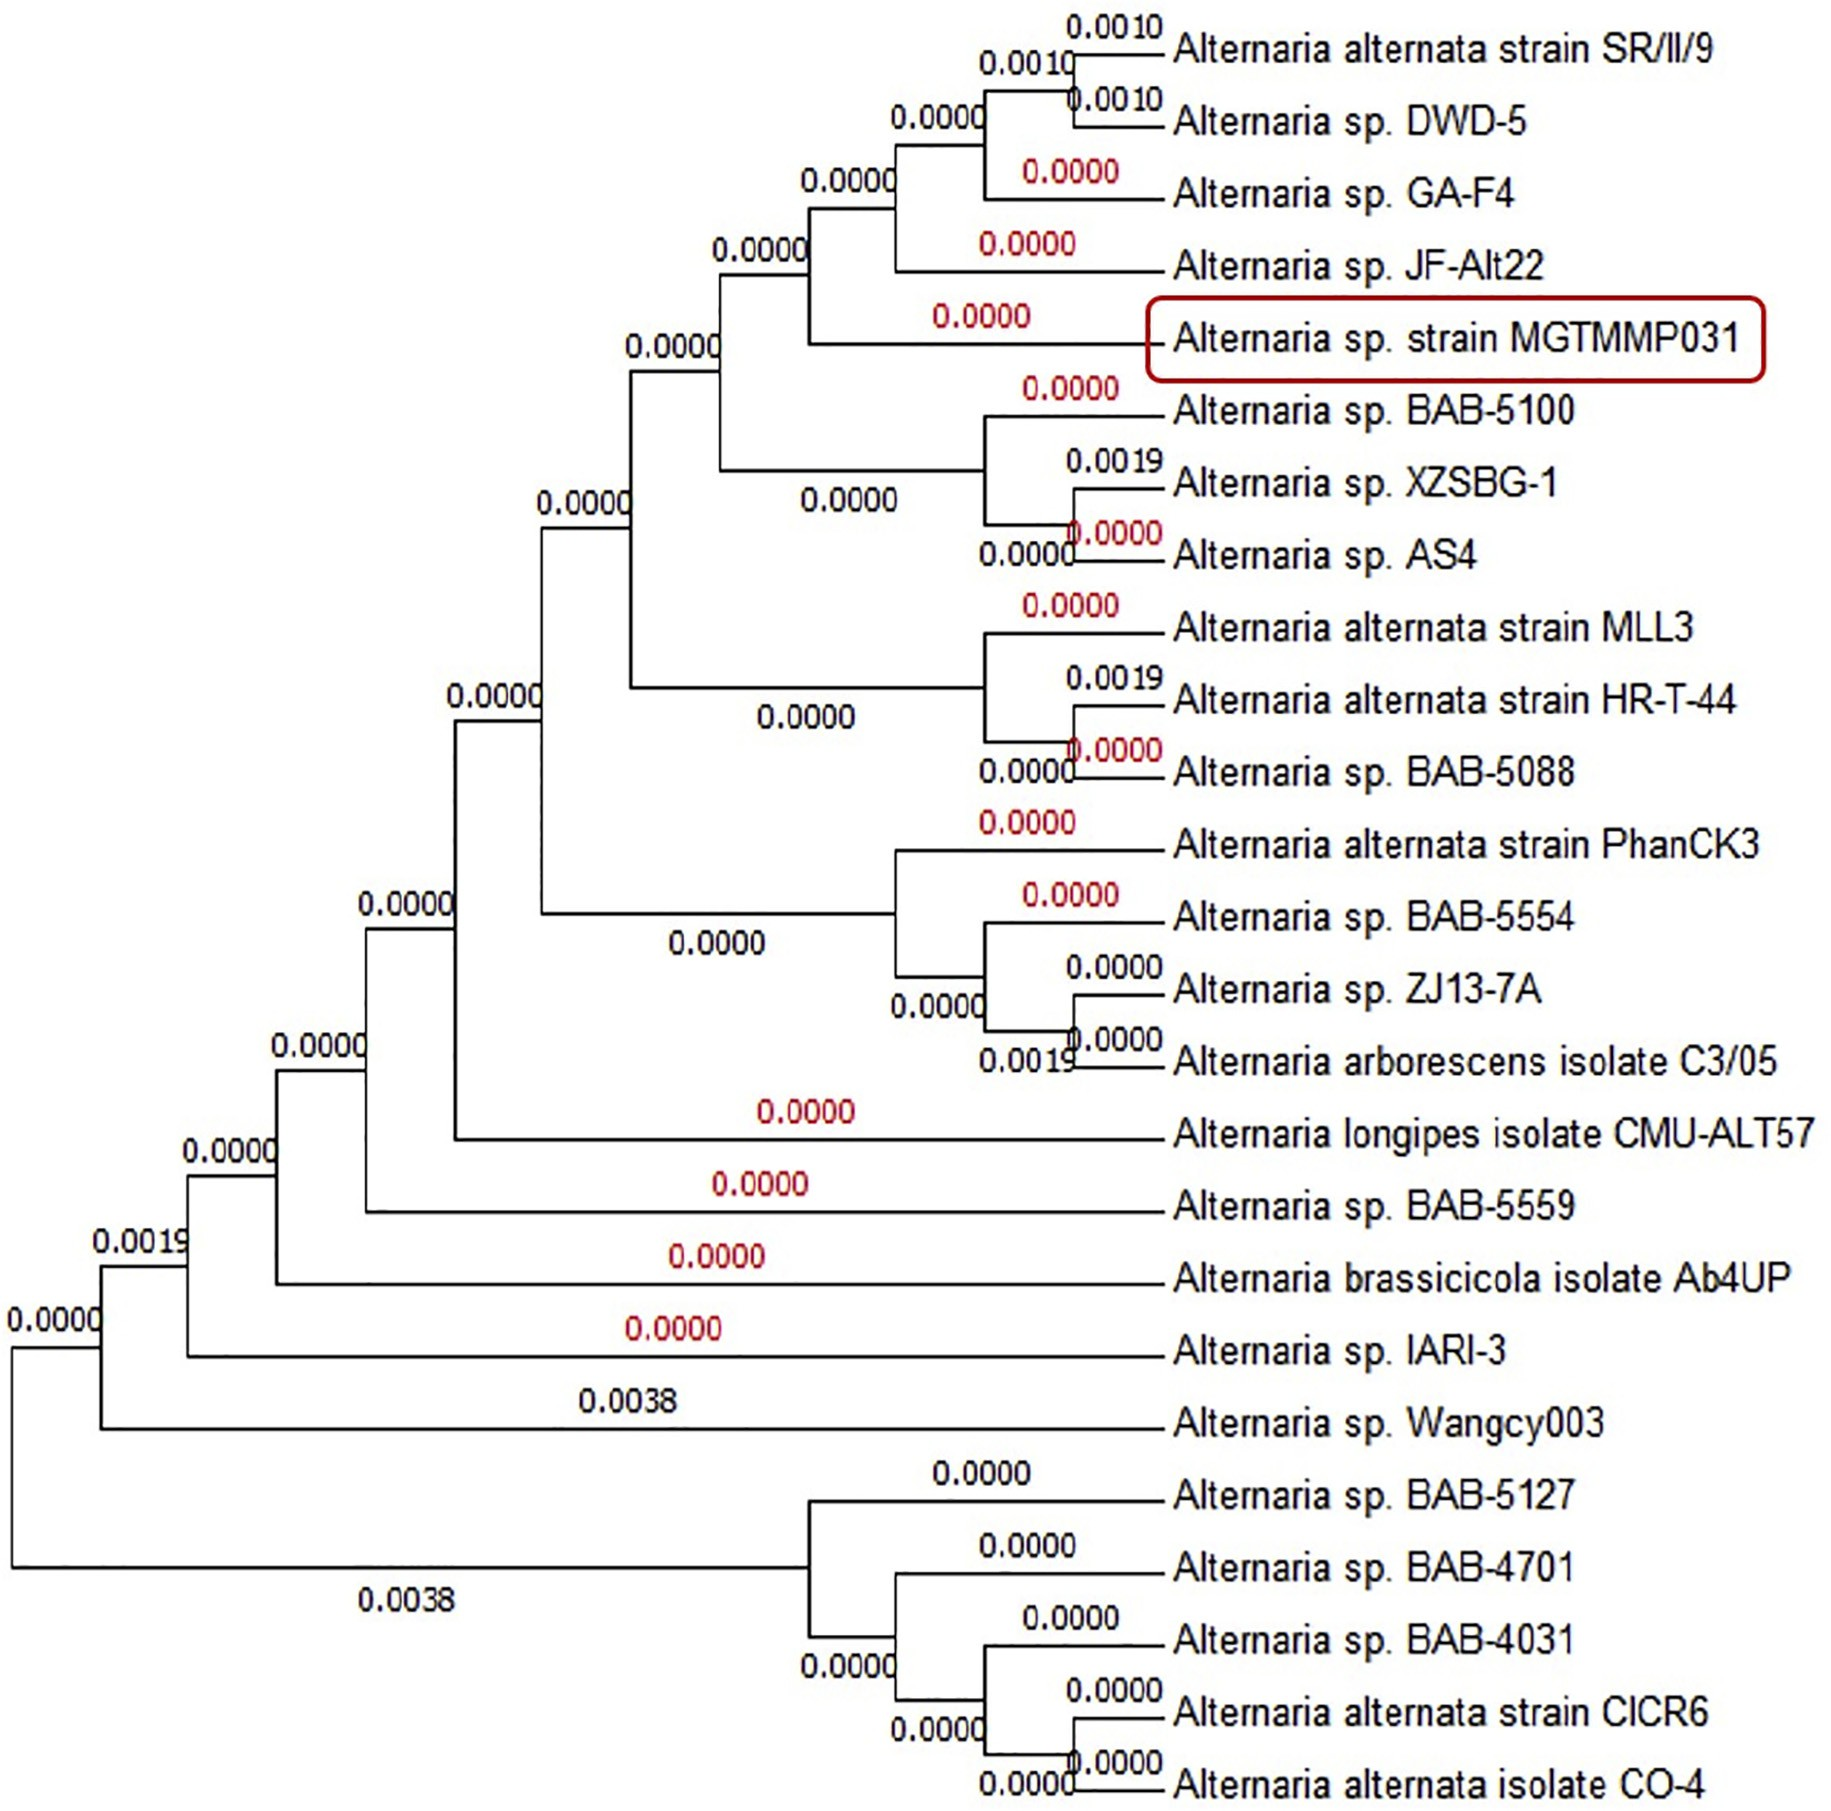 0.0010
Alternaria alternata strain SR/II/9
0.0010
0.0010
Alternaria sp. DWD-5
0.0000
0.0000
Alternaria sp. GA-F4
0.0000
0.0000
Alternaria sp. JF-Alt22
0.0000
0.0000
Alternaria sp. strain MGTMMP031
0.0000
0.0000
Alternaria sp. BAB-5100
0.0019
Alternaria sp. XZSBG-1
0.0000
0.0000
0.0000
0.0000
Alternaria sp. AS4
0.0000
Alternaria alternata strain MLL3
0.0019
Alternaria alternata strain HR-T-44
0.0000
0.0000
0.0000
0.0000
Alternaria sp. BAB-5088
0.0000
Alternaria alternata strain PhanCK3
0.0000
0.0000
Alternaria sp. BAB-5554
0.0000
0.0000
Alternaria sp. ZJ13-7A
0.0000
0.0000
0.0019
Alternaria arborescens isolate C3/05
0.0000
0.0000
Alternaria longipes isolate CMU-ALT57
0.0000
0.0000
Alternaria sp. BAB-5559
0.0019
0.0000
Alternaria brassicicola isolate Ab4UP
0.0000
0.0000
Alternaria sp. IARI-3
0.0038
Alternaria sp. Wangcy003
0.0000
Alternaria sp. BAB-5127
0.0000
Alternaria sp. BAB-4701
0.0038
0.0000
Alternaria sp. BAB-4031
0.0000
0.0000
Alternaria alternata strain CICR6
0.0000
0.0000
0.0000
Alternaria alternata isolate CO-4